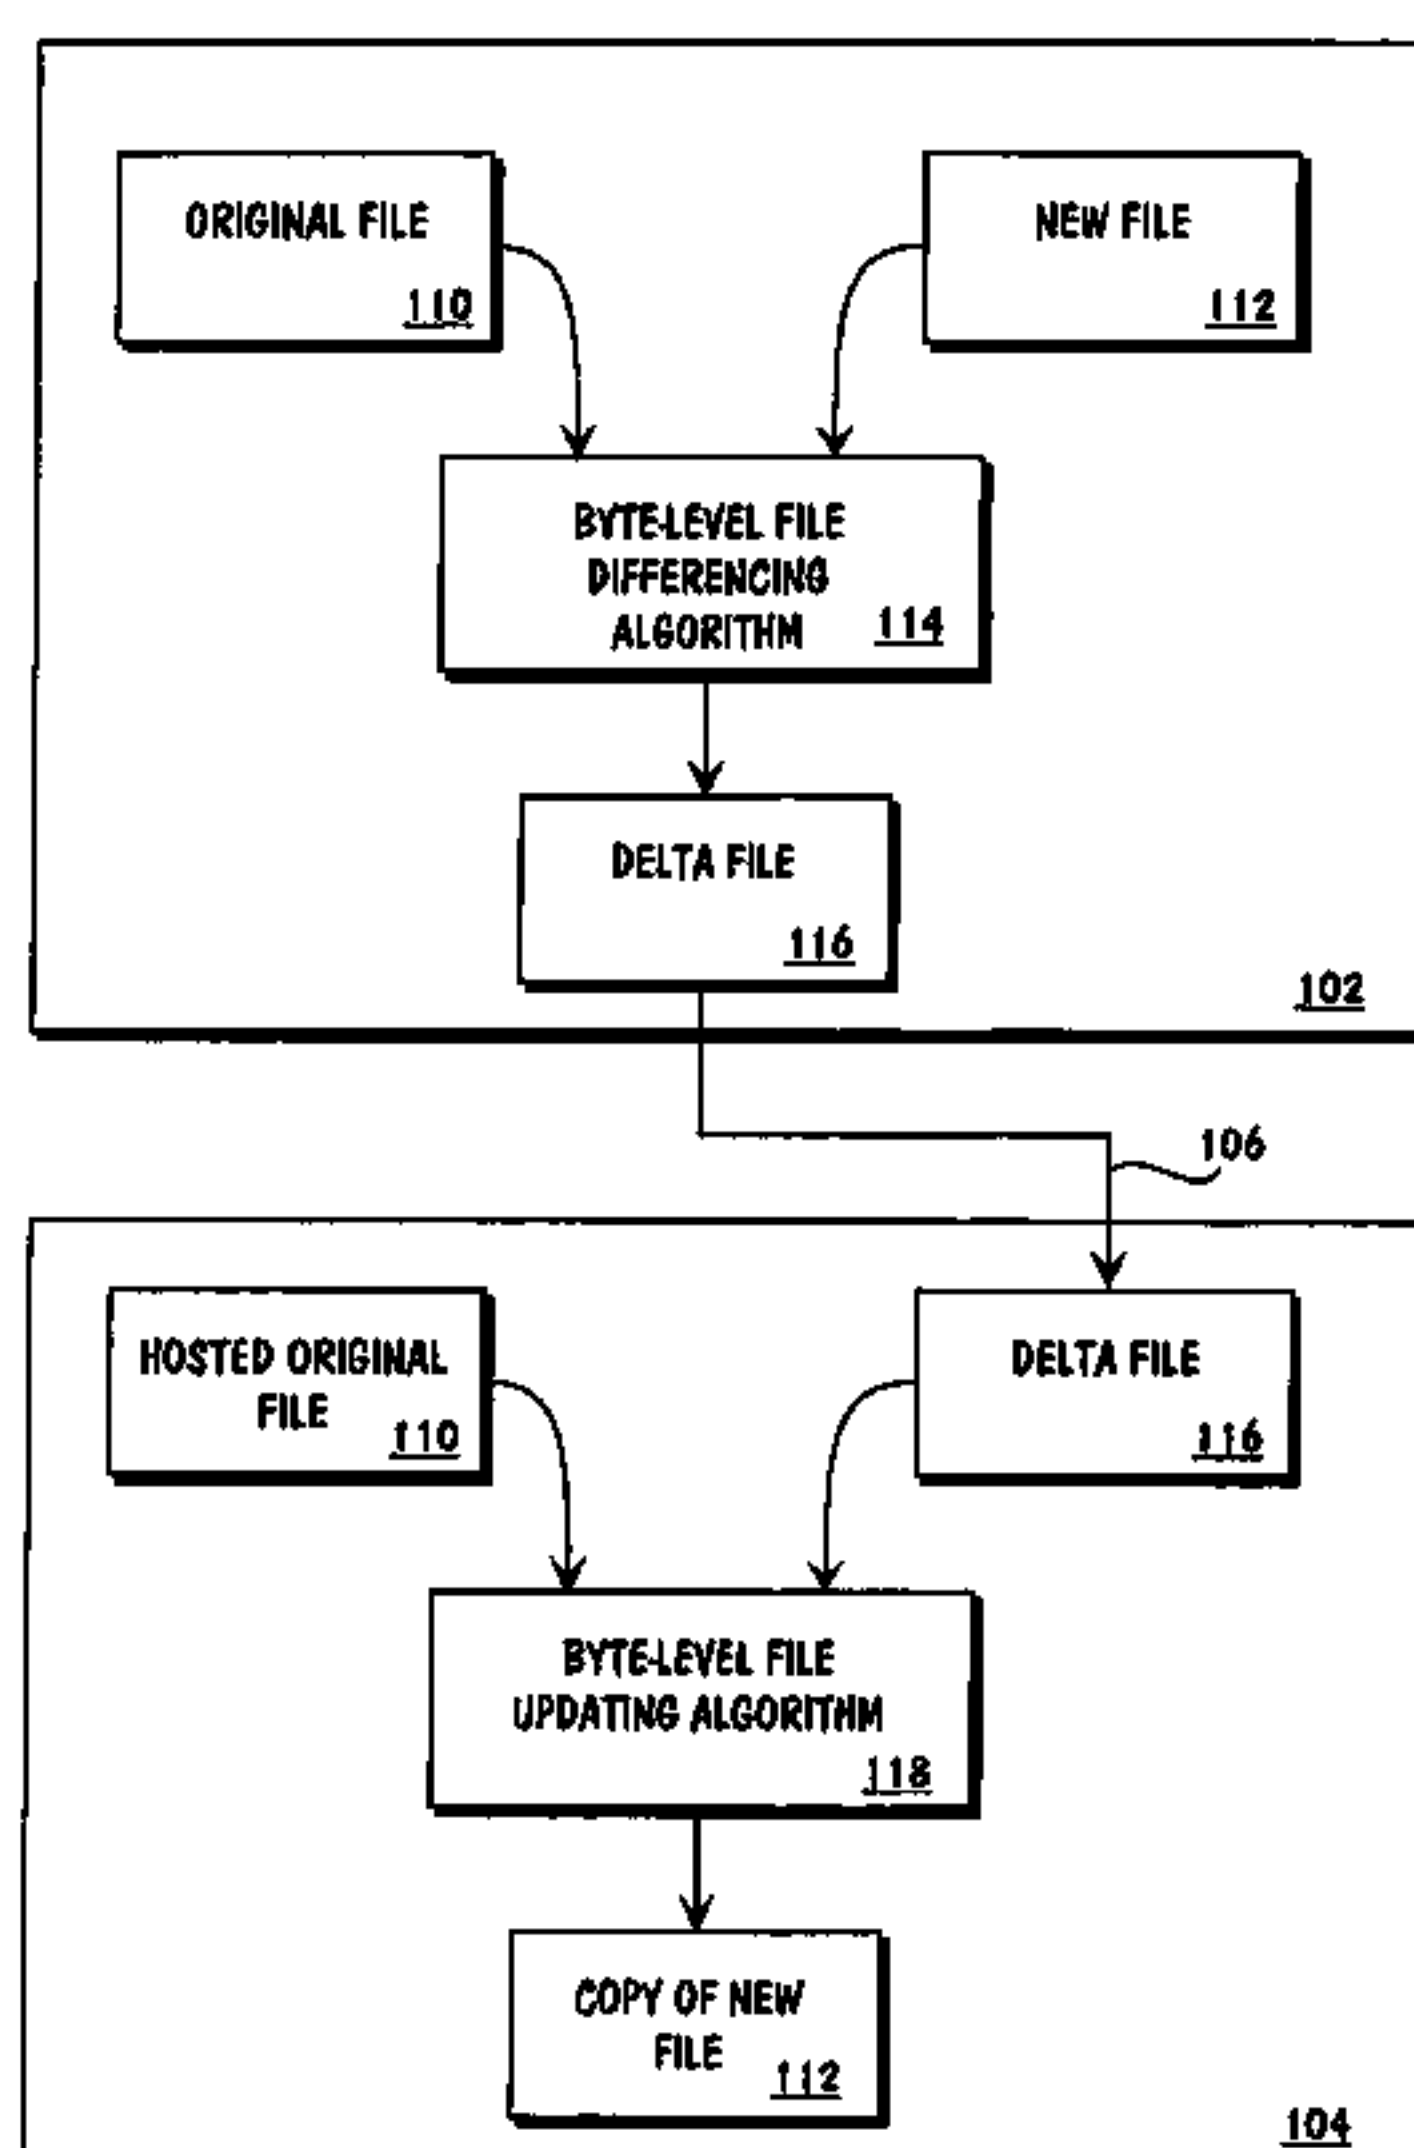 ORIGINAL FILE
110
NEW FILE
112
BYTE-LEVEL FILE
DIFFERENCING
ALGORITHM
114
DELTA FILE
116
102
106
HOSTED ORIGINAL
FILE
110
DELTA FILE
116
BYTE-LEVEL FILE
UPDATING ALGORITHM
118
COPY OF NEW
FILE
112
104